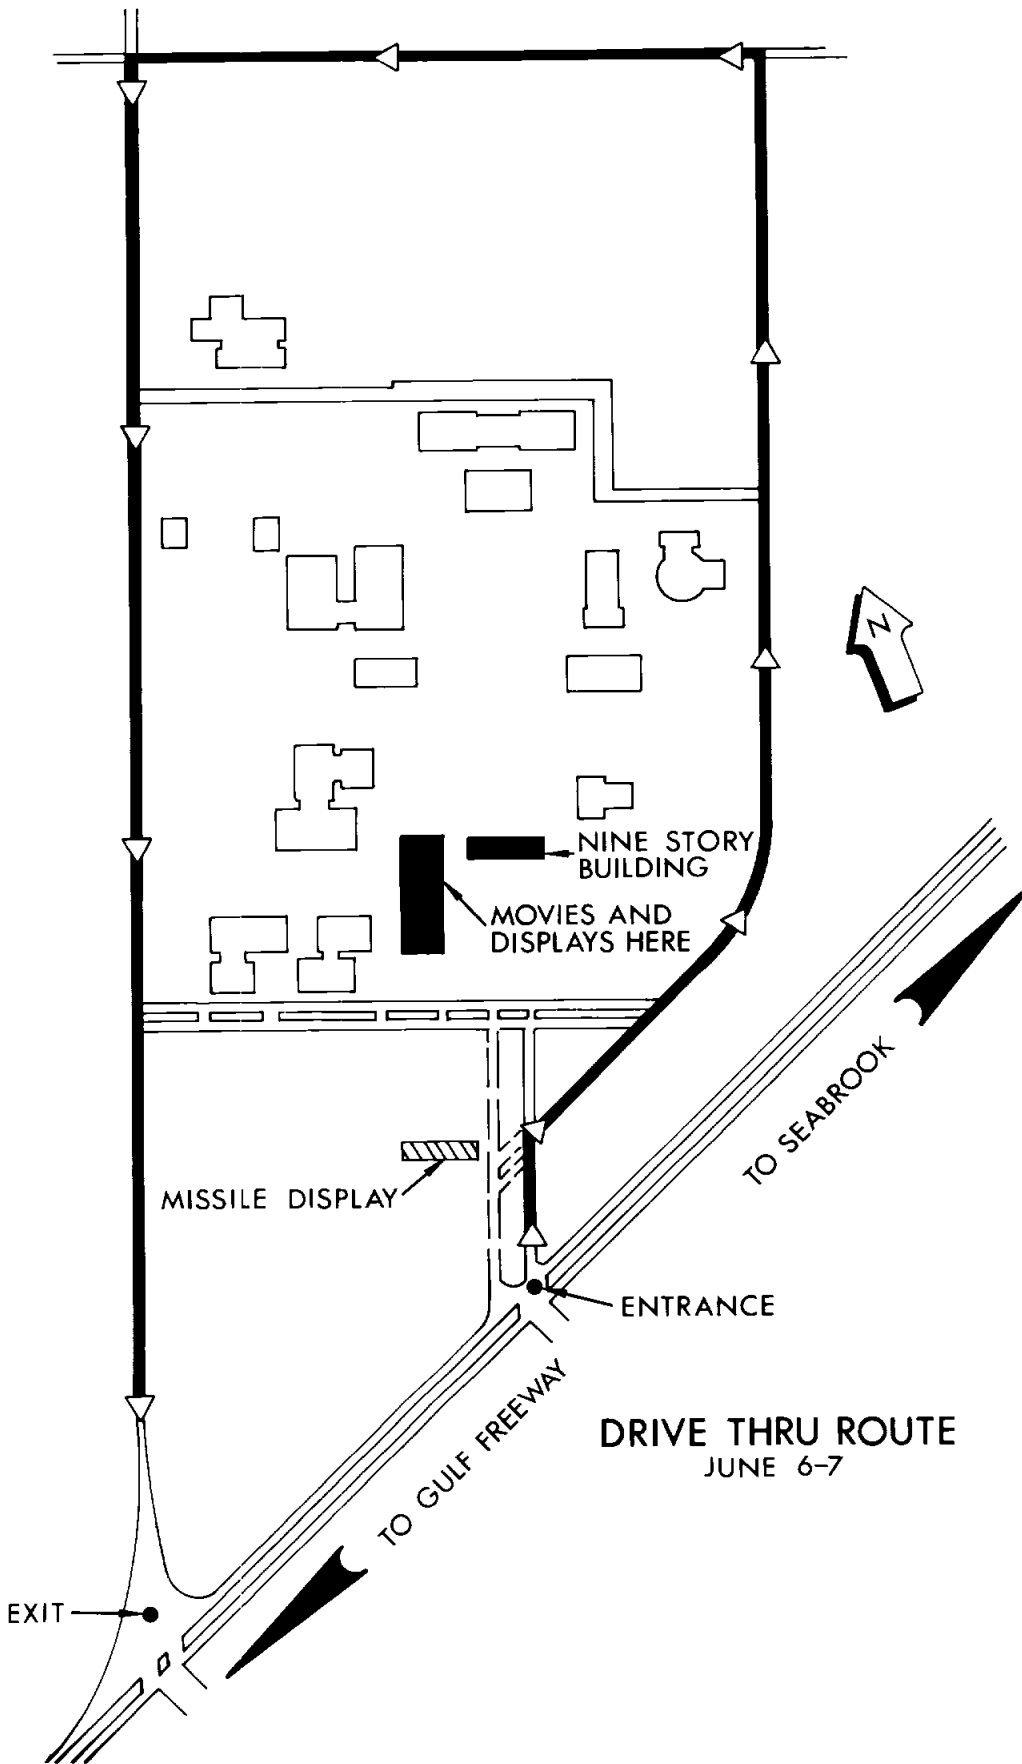 N
NINE STORY
BUILDING
MOVIES AND
DISPLAYS HERE
TO SEABROOK
MISSILE DISPLAY
ENTRANCE
TO GULF FREEWAY
DRIVE THRU ROUTE
JUNE 6-7
EXIT